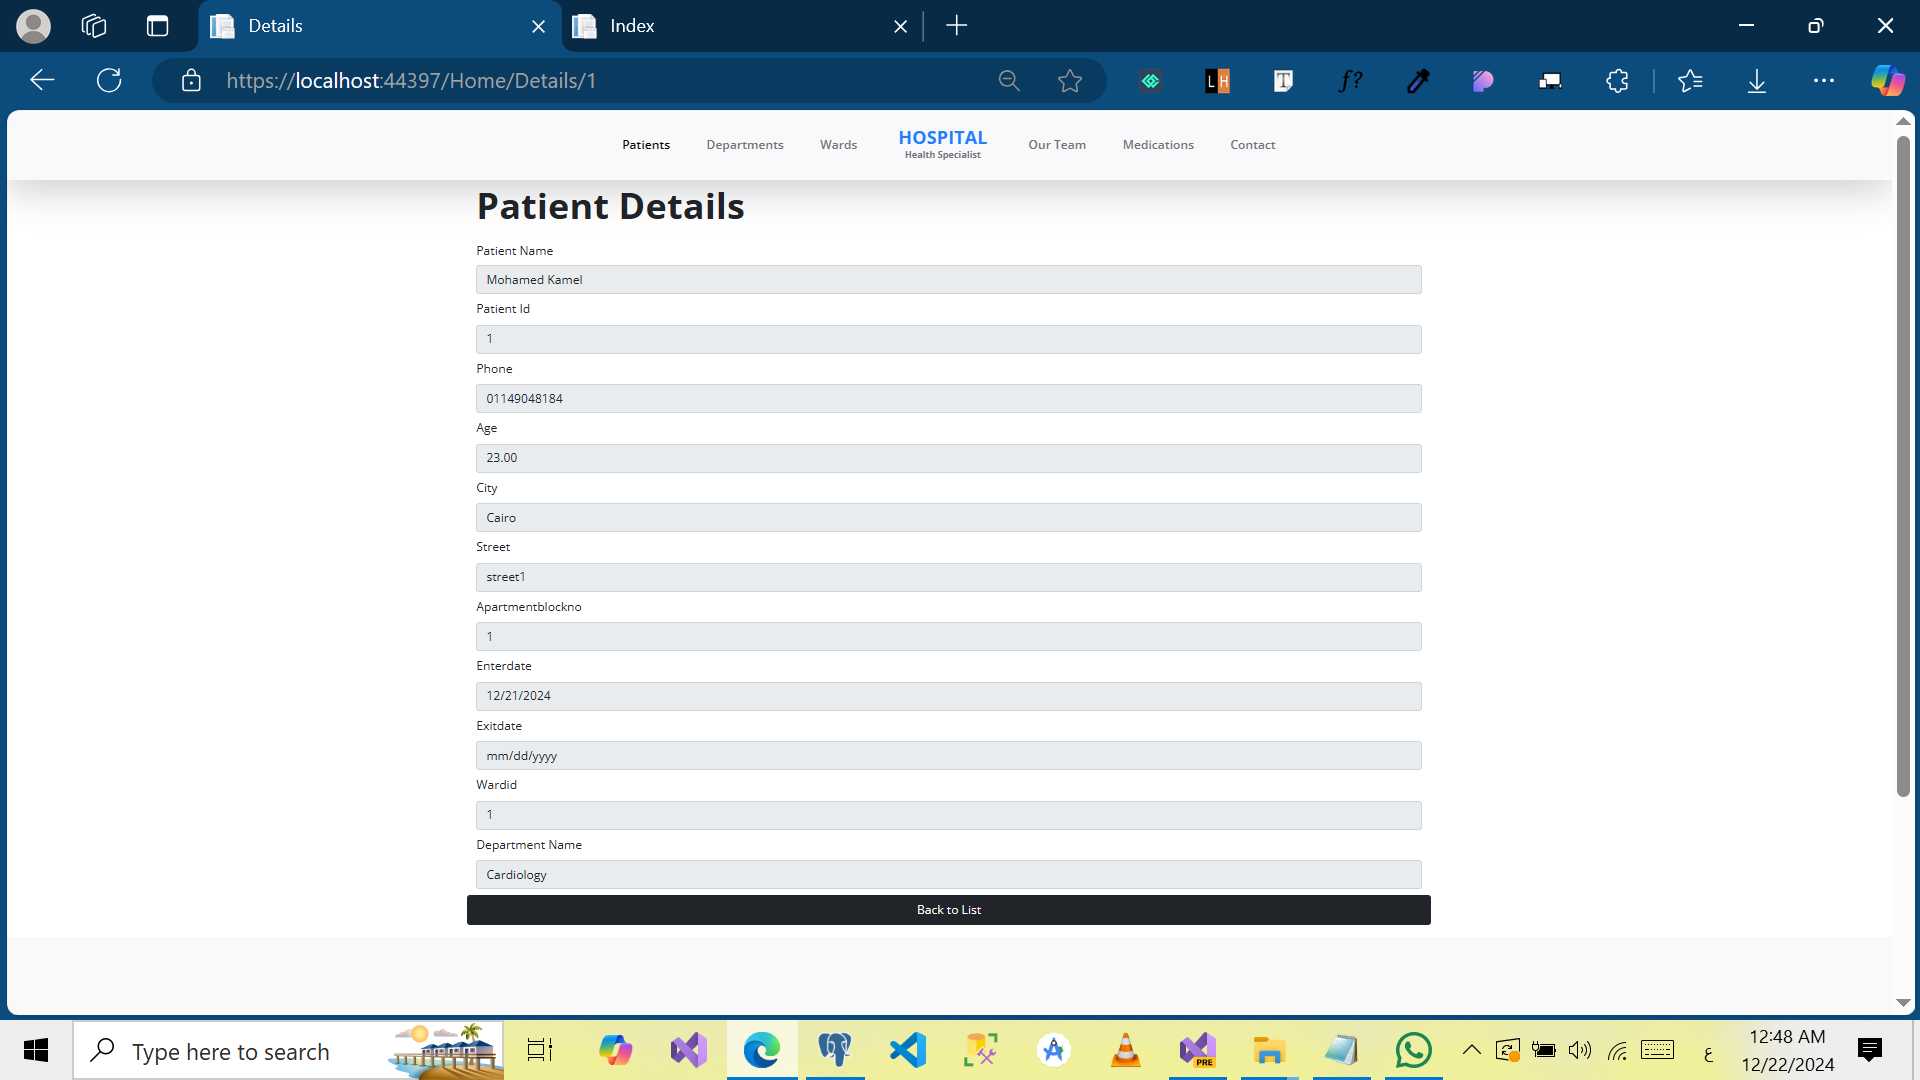 Details
Index
https://localhost:44397/Home/Details/1
LH
T
f?
Patients
Departments
Wards
HOSPITAL
Health Specialist
Our Team
Medications
Contact
Patient Details
Patient Name
Mohamed Kamel
Patient Id
1
Phone
01149048184
Age
23.00
City
Cairo
Street
street1
Apartmentblockno
1
Enterdate
12/21/2024
Exitdate
mm/dd/yyyy
Wardid
1
Department Name
Cardiology
Back to List
Type here to search
PRE
ع
12:48 AM
12/22/2024